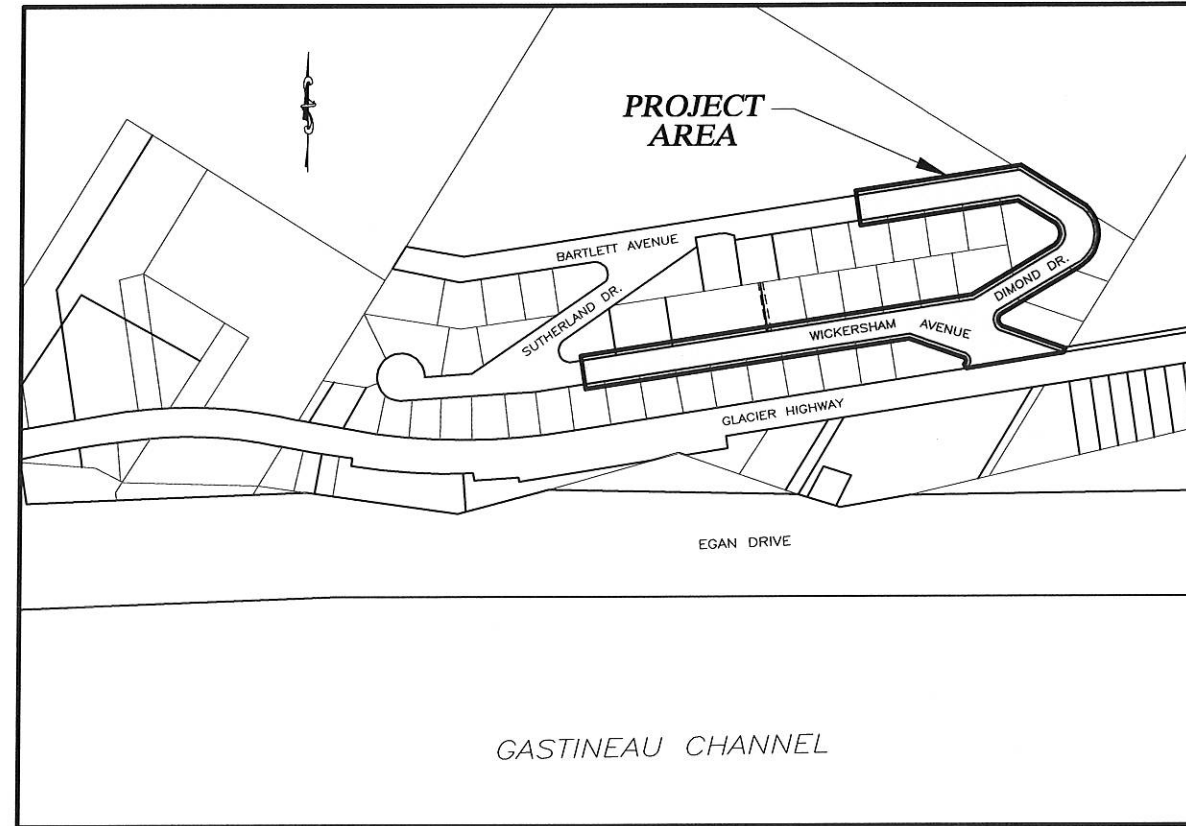 PROJECT
AREA
BARTLETT AVENUE
SUTHERLAND DR.
DIMOND DR.
WICKERSHAM AVENUE
GLACIER HIGHWAY
EGAN DRIVE
GASTINEAU CHANNEL